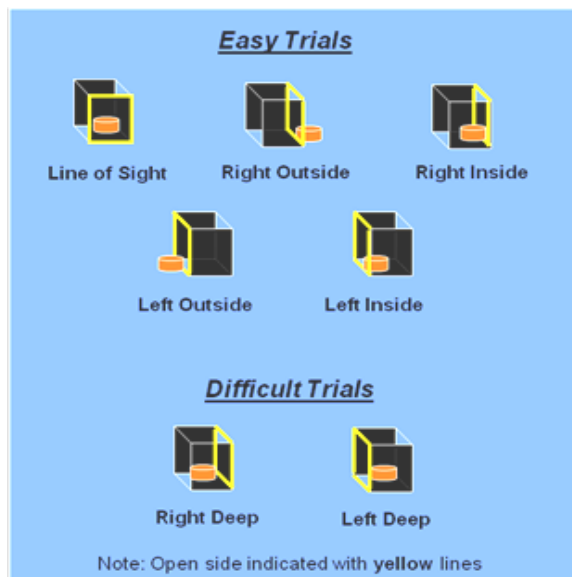 Easy Trials
Line of Sight
Right Outside
Right Inside
Left Outside
Left Inside
Difficult Trials
Right Deep
Left Deep
Note: Open side indicated with yellow lines